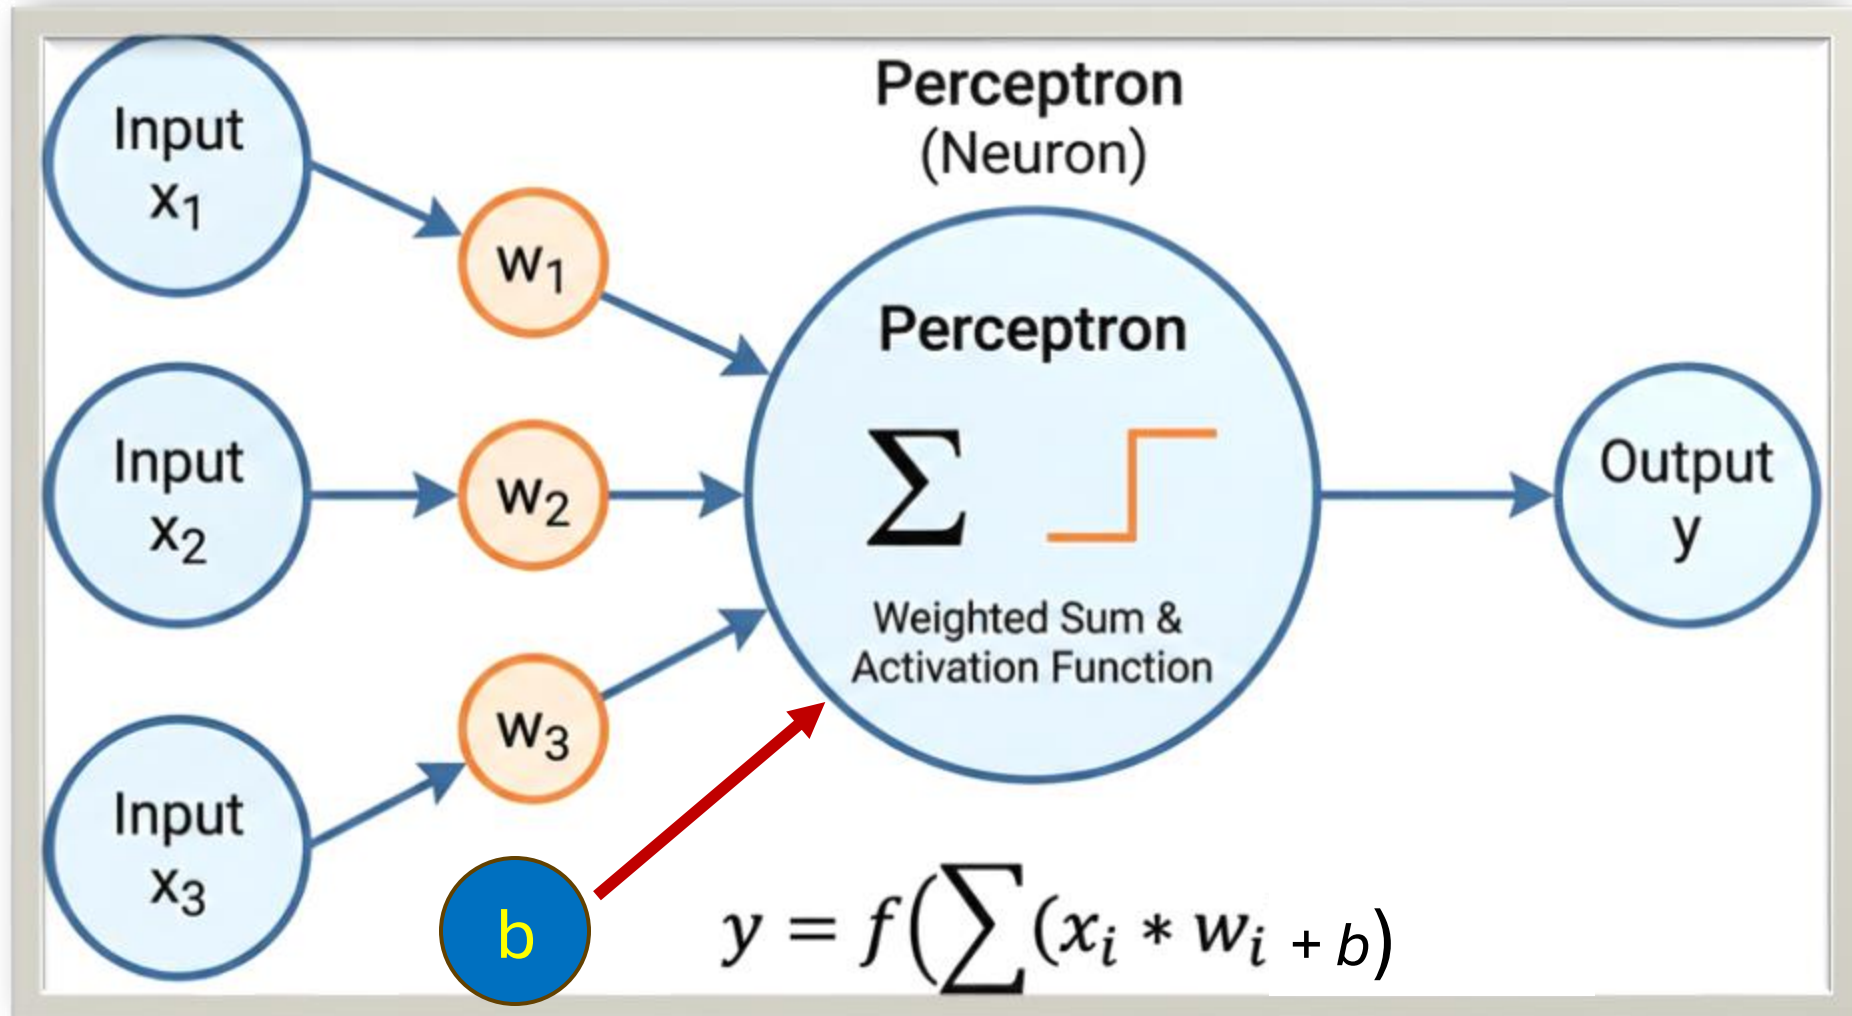 Input
x₁
Input
x₂
Input
x₃
w₁
w₂
w₃
b
Perceptron
(Neuron)
Perceptron
Σ
Weighted Sum &
Activation Function
Output
y
y = f(∑(xᵢ * wᵢ + b)